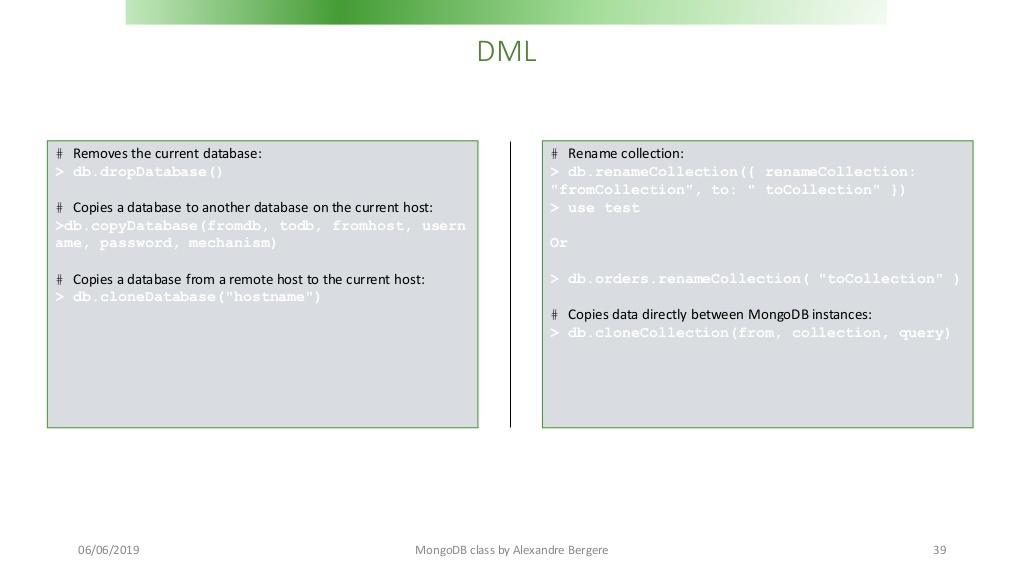 DML
# Removes the current database:
> db.dropDatabase()
# Copies a database to another database on the current host:
>db.copyDatabase(fromdb, todb, fromhost, usern
ame, password, mechanism)
# Copies a database from a remote host to the current host:
> db.cloneDatabase("hostname")
# Rename collection:
> db.renameCollection({ renameCollection:
"fromCollection", to: " toCollection" })
> use test
Or
> db.orders.renameCollection( "toCollection" )
# Copies data directly between MongoDB instances:
> db.cloneCollection(from, collection, query)
06/06/2019
MongoDB class by Alexandre Bergere
39